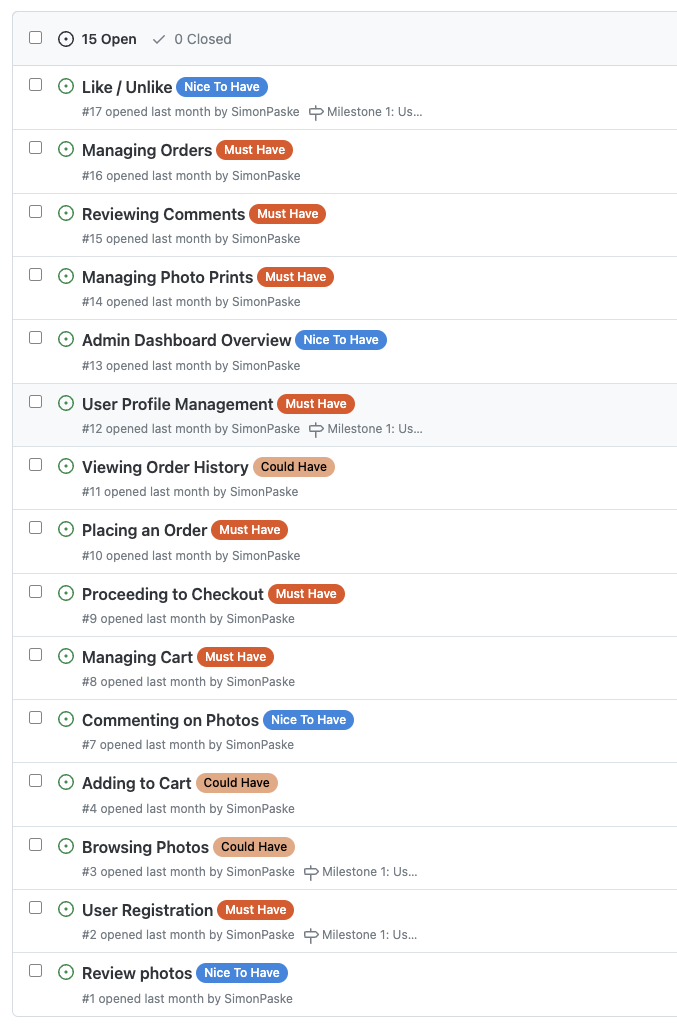 15 Open 0 Closed
Like / Unlike Nice To Have
#17 opened last month by SimonPaske Milestone 1: Us...
Managing Orders Must Have
#16 opened last month by SimonPaske
Reviewing Comments Must Have
#15 opened last month by SimonPaske
Managing Photo Prints Must Have
#14 opened last month by SimonPaske
Admin Dashboard Overview Nice To Have
#13 opened last month by SimonPaske
User Profile Management Must Have
#12 opened last month by SimonPaske Milestone 1: Us...
Viewing Order History Could Have
#11 opened last month by SimonPaske
Placing an Order Must Have
#10 opened last month by SimonPaske
Proceeding to Checkout Must Have
#9 opened last month by SimonPaske
Managing Cart Must Have
#8 opened last month by SimonPaske
Commenting on Photos Nice To Have
#7 opened last month by SimonPaske
Adding to Cart Could Have
#4 opened last month by SimonPaske
Browsing Photos Could Have
#3 opened last month by SimonPaske Milestone 1: Us...
User Registration Must Have
#2 opened last month by SimonPaske Milestone 1: Us...
Review photos Nice To Have
#1 opened last month by SimonPaske